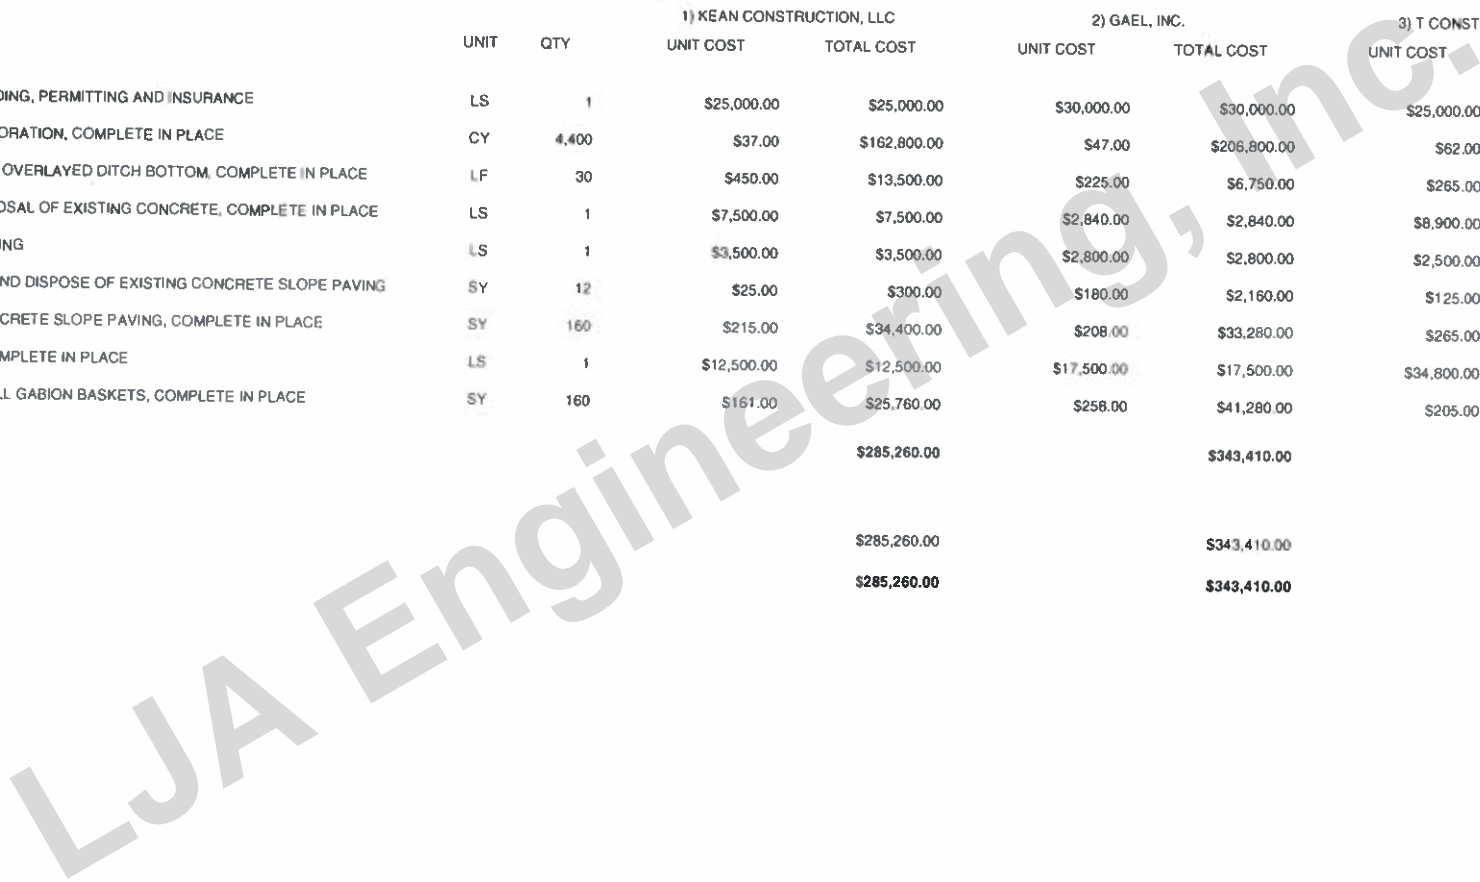 1) KEAN CONSTRUCTION, LLC 2) GAEL, INC. 3) T CONST
UNIT QTY UNIT COST TOTAL COST UNIT COST TOTAL COST UNIT COST
DING, PERMITTING AND INSURANCE LS 1 $25,000.00 $25,000.00 $30,000.00 $30,000.00 $25,000.00
ORATION, COMPLETE IN PLACE CY 4,400 $37.00 $162,800.00 $47.00 $206,800.00 $62.00
OVERLAYED DITCH BOTTOM, COMPLETE IN PLACE LF 30 $450.00 $13,500.00 $225.00 $6,750.00 $265.00
OSAL OF EXISTING CONCRETE, COMPLETE IN PLACE LS 1 $7,500.00 $7,500.00 $2,840.00 $2,840.00 $8,900.00
NG LS 1 $3,500.00 $3,500.00 $2,800.00 $2,800.00 $2,500.00
ND DISPOSE OF EXISTING CONCRETE SLOPE PAVING SY 12 $25.00 $300.00 $180.00 $2,160.00 $125.00
CRETE SLOPE PAVING, COMPLETE IN PLACE SY 160 $215.00 $34,400.00 $208.00 $33,280.00 $265.00
MPLETE IN PLACE LS 1 $12,500.00 $12,500.00 $17,500.00 $17,500.00 $34,800.00
LL GABION BASKETS, COMPLETE IN PLACE SY 160 $161.00 $25,760.00 $258.00 $41,280.00 $205.00
$285,260.00 $343,410.00
$285,260.00 $343,410.00
$285,260.00 $343,410.00
LJA Engineering, Inc.